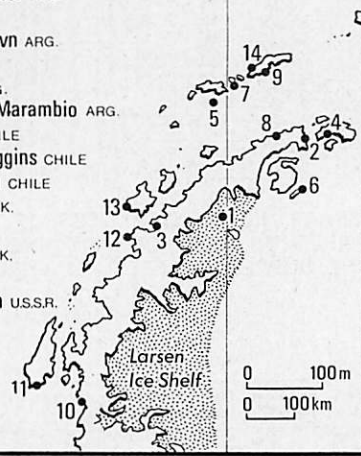 vn ARG.
G.
Marambio ARG.
ILE
ggins CHILE
CHILE
K.
K.
U.S.S.R.
14
9
7
5
8
4
2
6
13
1
12
3
Larsen
Ice Shelf
11
10
0 100m
0 100km